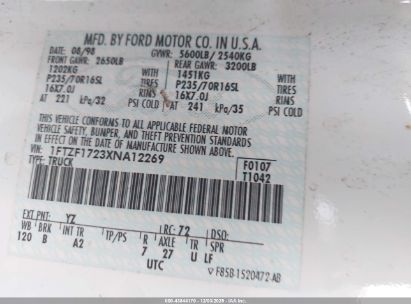 MFD. BY FORD MOTOR CO. IN U.S.A.
DATE: 08/98 GVWR: 5600LB/ 2540KG
FRONT GAWR: 2650LB REAR GAWR: 3200LB
1202KG WITH 1451KG WITH
P235/70R16SL TIRES P235/70R16SL TIRES
16X7.0J RIMS 16X7.0J RIMS
AT 221 kPa/32 PSI COLD AT 241 kPa/35 PSI COLD
THIS VEHICLE CONFORMS TO ALL APPLICABLE FEDERAL MOTOR
VEHICLE SAFETY, BUMPER, AND THEFT PREVENTION STANDARDS
IN EFFECT ON THE DATE OF MANUFACTURE SHOWN ABOVE.
VIN: 1FTZF1723XNA12269 F0107
TYPE: TRUCK T1042
EXT PNT: YZ RC: 72 DSO:
WB BRK INT TR TP/PS R AXLE TR SPR
120 B A2 7 27 U LF
UTC
F85B-1520472-AB